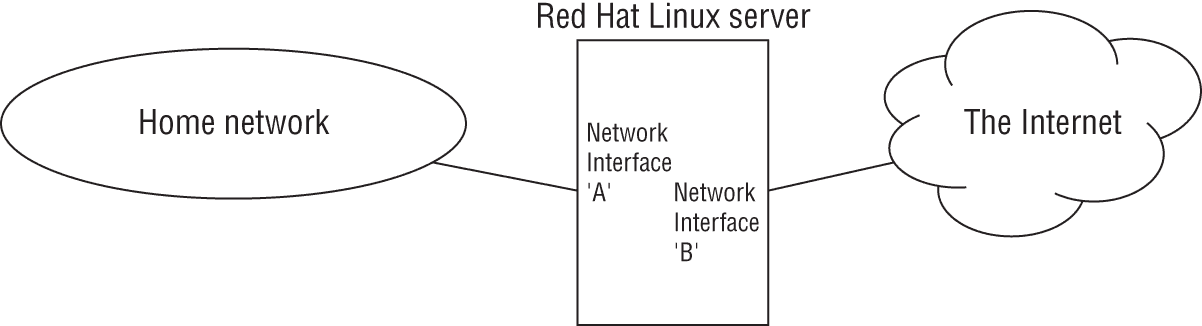 Red Hat Linux server
Home network
Network
Interface
'A'
Network
Interface
'B'
The Internet